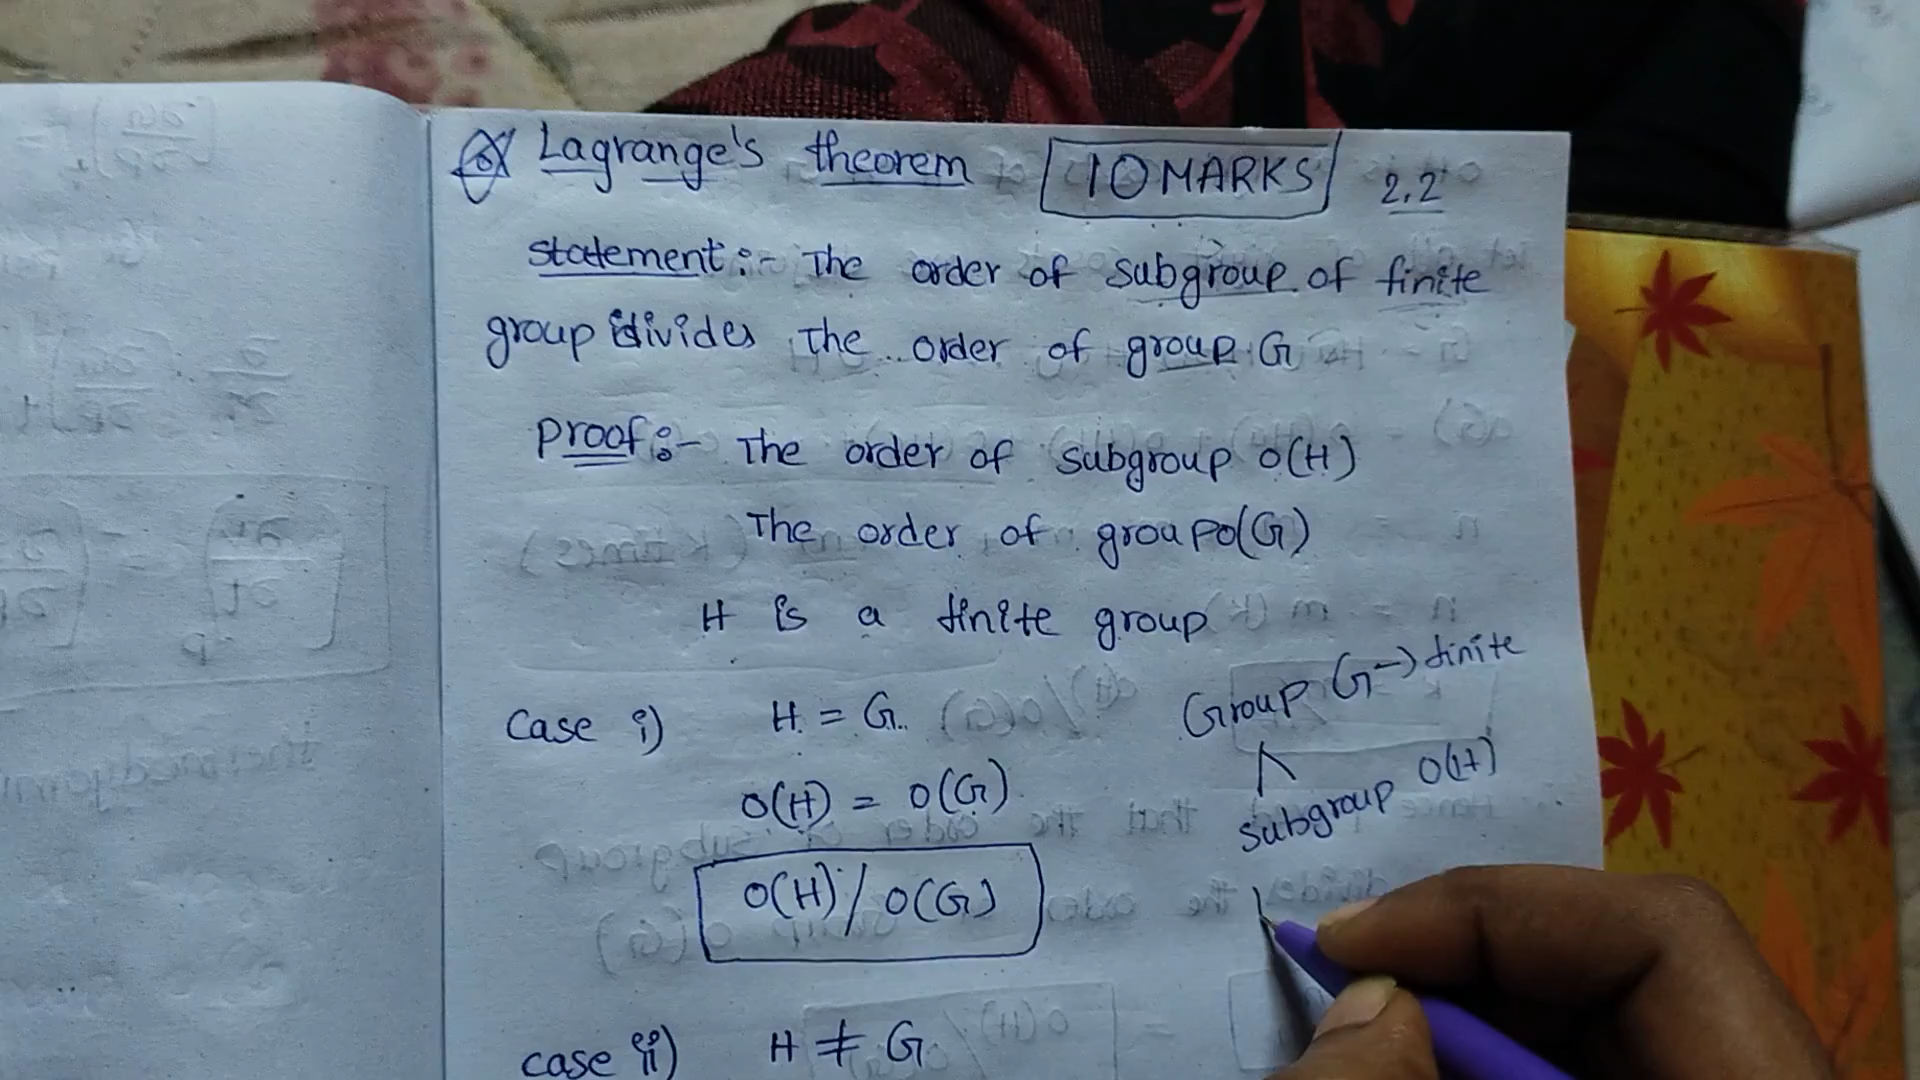 Lagrange's theorem 10 MARKS 2.2
Statement:- The order of subgroup of finite
group divides The order of group G
Proof:- The order of subgroup O(H)
The order of group O(G)
H is a finite group
Case i) H = G
Group G → finite
O(H) = O(G)
subgroup O(H)
O(H) / O(G)
case ii) H ≠ G